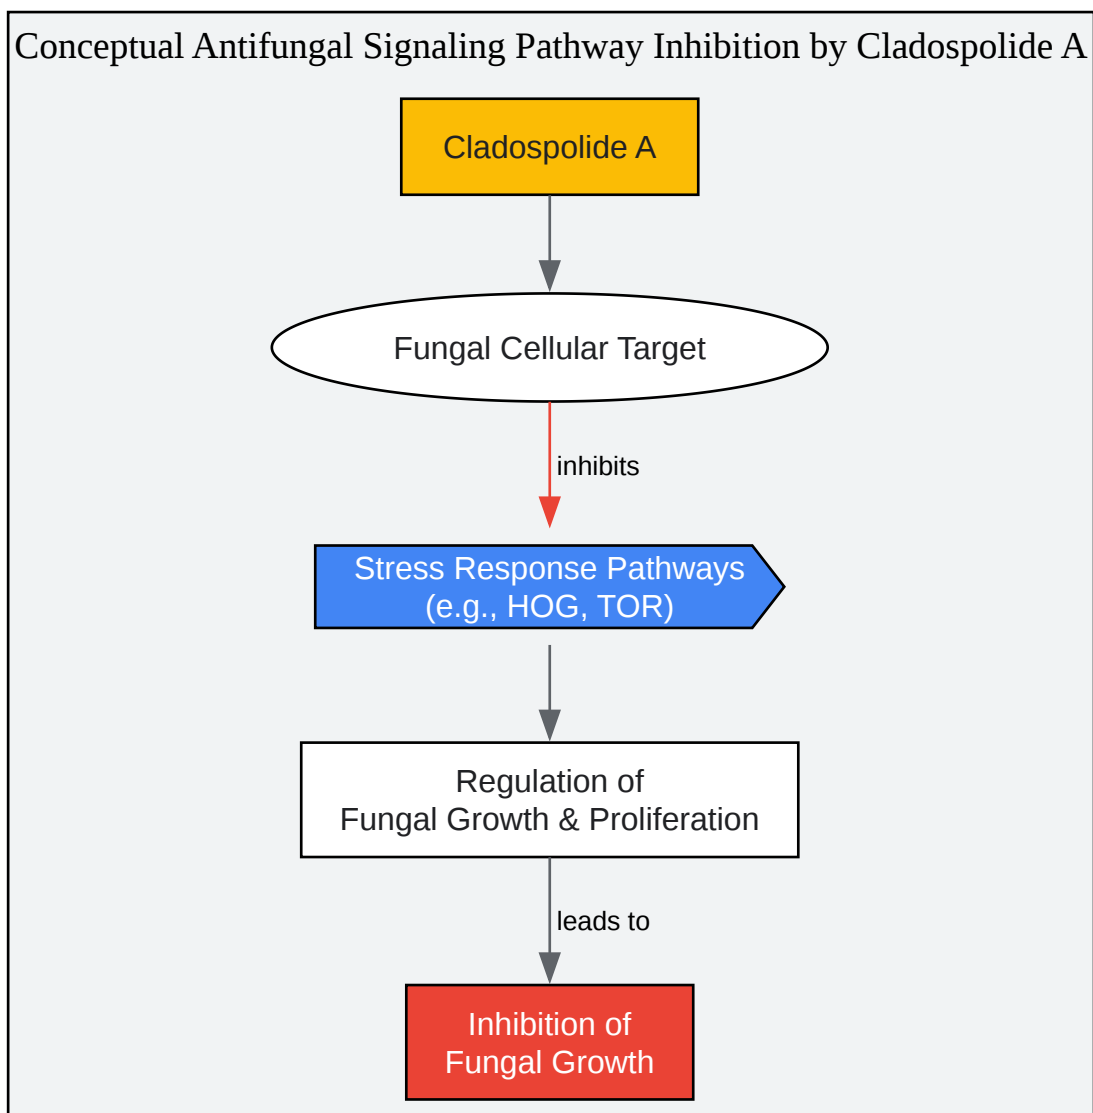 Conceptual Antifungal Signaling Pathway Inhibition by Cladospolide A
Cladospolide A
Fungal Cellular Target
inhibits
Stress Response Pathways
(e.g., HOG, TOR)
Regulation of
Fungal Growth & Proliferation
leads to
Inhibition of
Fungal Growth